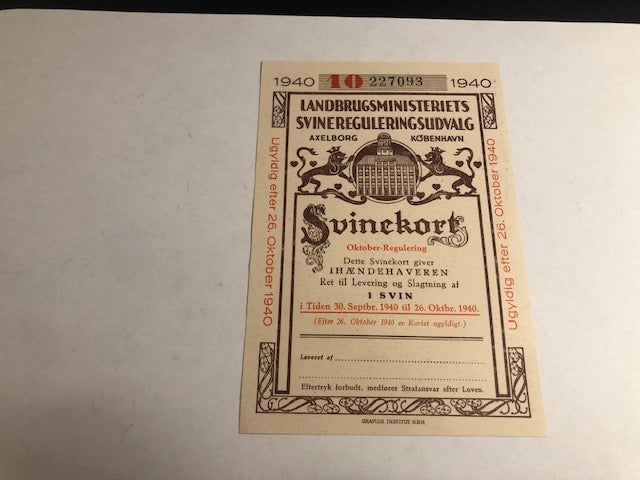 1940 10 227093 1940
LANDBRUGSMINISTERIETS
SVINEREGULERINGSUDVALG
AXELBORG KØBENHAVN
Ugyldig efter 26. Oktober 1940
Ugyldig efter 26. Oktober 1940
Svinekort
Oktober-Regulering
Dette Svinekort giver
IHÆNDEHAVEREN
Ret til Levering og Slagtning af
1 SVIN
i Tiden 30. Septbr. 1940 til 26. Oktbr. 1940.
(Efter 26. Oktober 1940 er Kortet ugyldigt.)
Leveret af
Eftertryk forbudt, medfører Strafansvar efter Loven.
GRAFISK INSTITUT KBH.